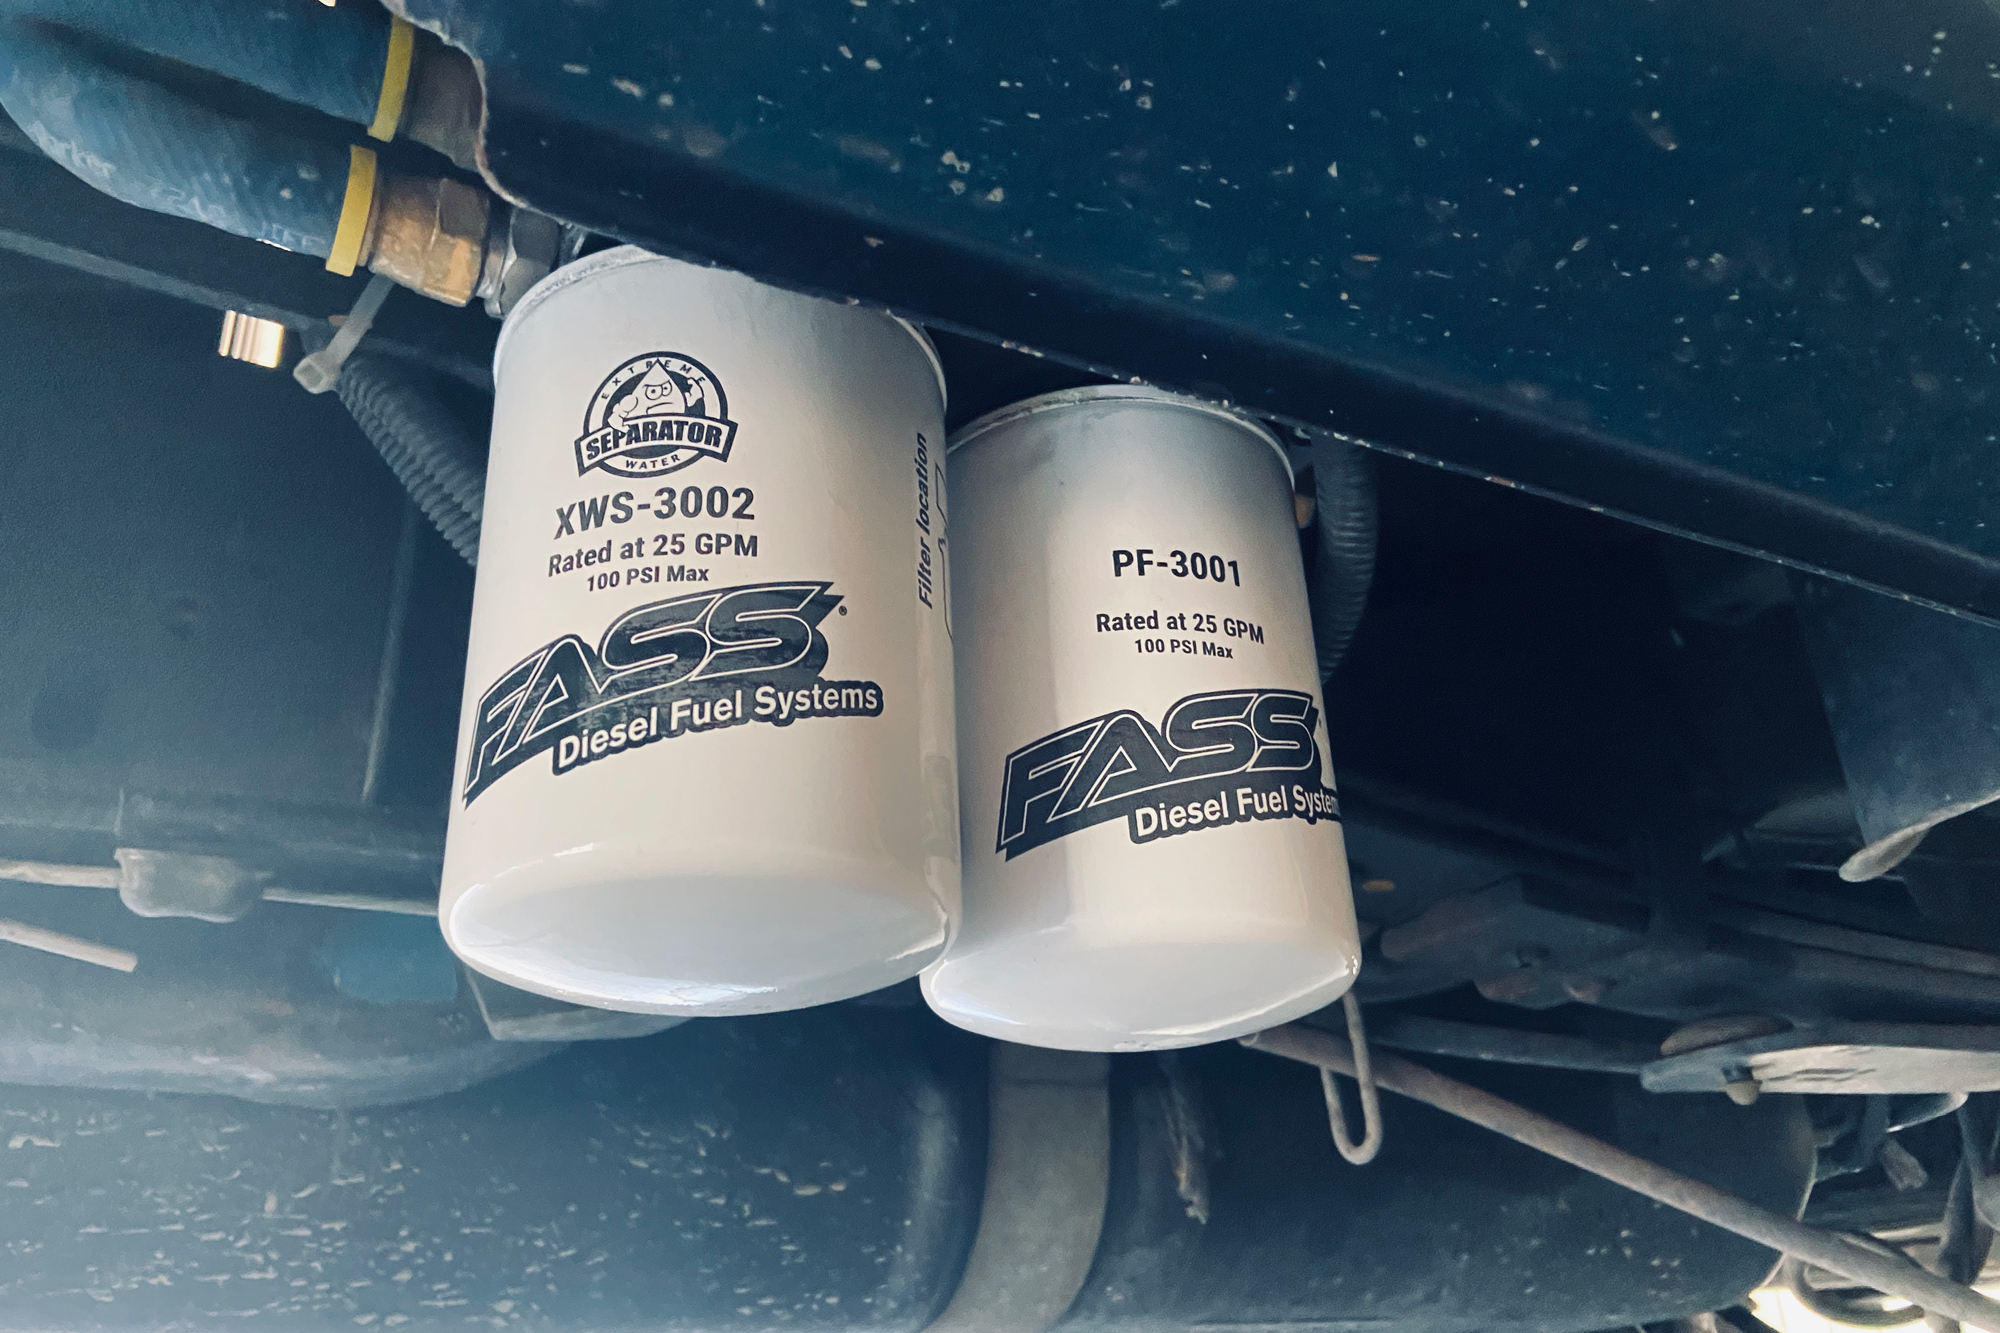 EXTREME
SEPARATOR
WATER
XWS-3002
Rated at 25 GPM
100 PSI Max
FASS®
Diesel Fuel Systems
Filter location
PF-3001
Rated at 25 GPM
100 PSI Max
FASS
Diesel Fuel System